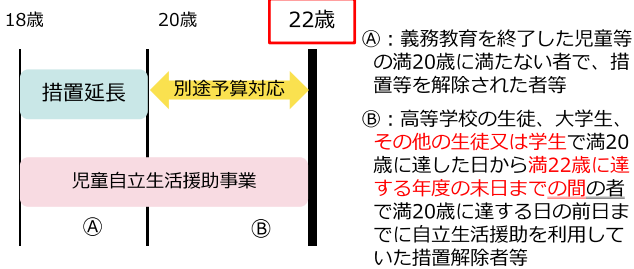 18歳
20歳
22歳
措置延長
別途予算対応
児童自立生活援助事業
Ⓐ
Ⓑ
Ⓐ：義務教育を終了した児童等
の満20歳に満たない者で、措
置等を解除された者等
Ⓑ：高等学校の生徒、大学生、
その他の生徒又は学生で満20
歳に達した日から満22歳に達
する年度の末日までの間の者
で満20歳に達する日の前日ま
でに自立生活援助を利用して
いた措置解除者等